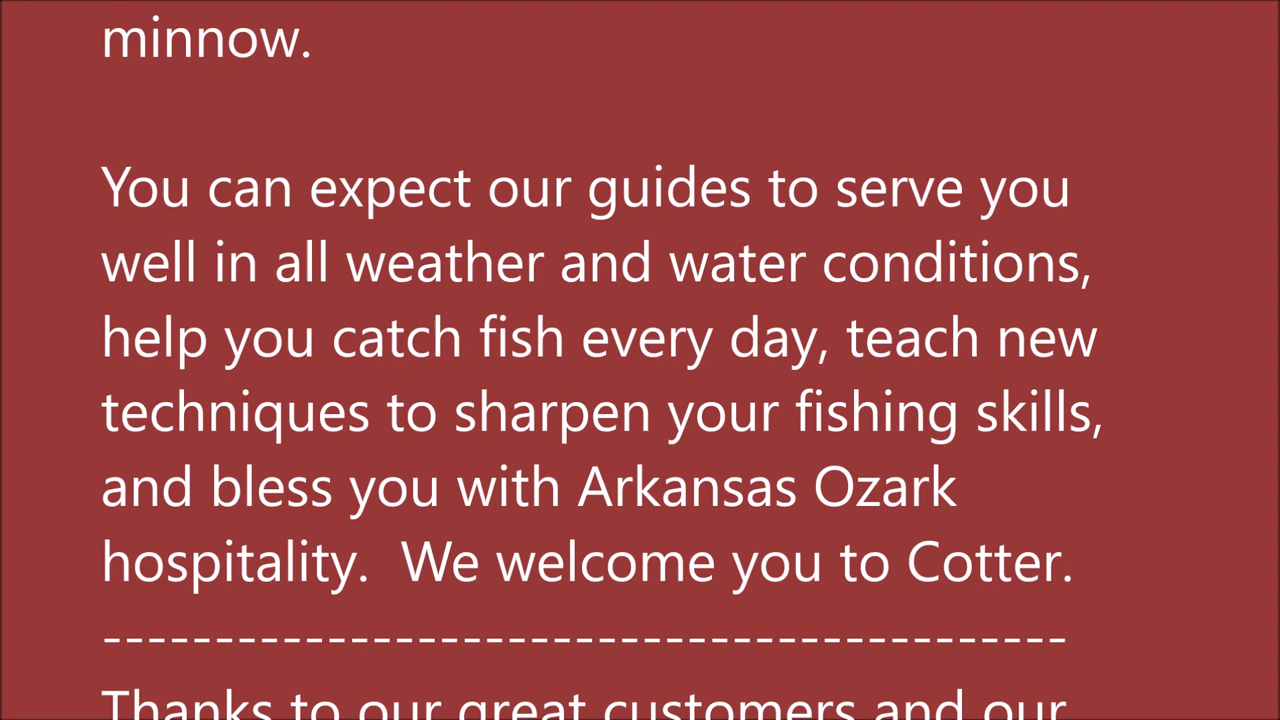 minnow.
You can expect our guides to serve you
well in all weather and water conditions,
help you catch fish every day, teach new
techniques to sharpen your fishing skills,
and bless you with Arkansas Ozark
hospitality.  We welcome you to Cotter.
-------------------------------------------
Thanks to our great customers and our